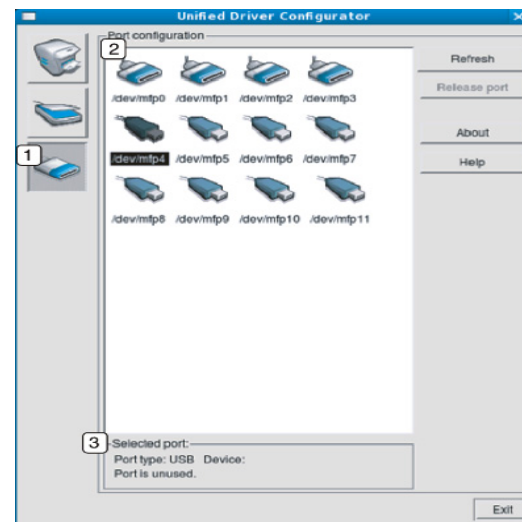 Unified Driver Configurator
Port configuration
2
/dev/mfp0 /dev/mfp1 /dev/mfp2 /dev/mfp3
/dev/mfp4 /dev/mfp5 /dev/mfp6 /dev/mfp7
/dev/mfp8 /dev/mfp9 /dev/mfp10 /dev/mfp11
Refresh
Release port
About
Help
1
3
Selected port:
Port type: USB Device:
Port is unused.
Exit